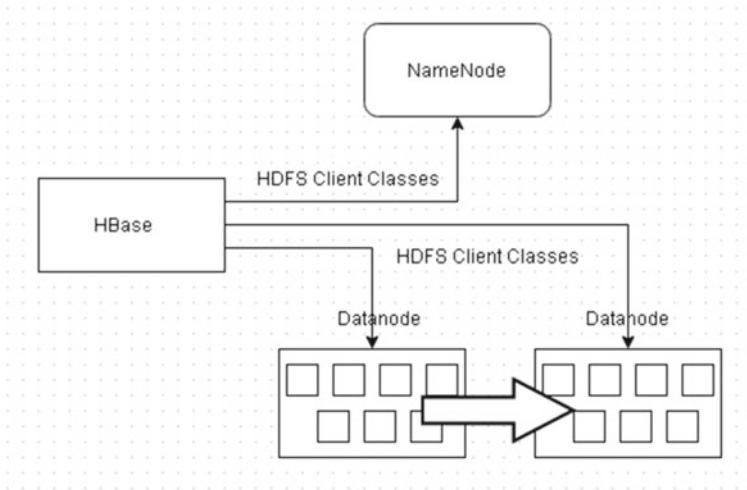 NameNode
HDFS Client Classes
HBase
HDFS Client Classes
Datanode
Datanode